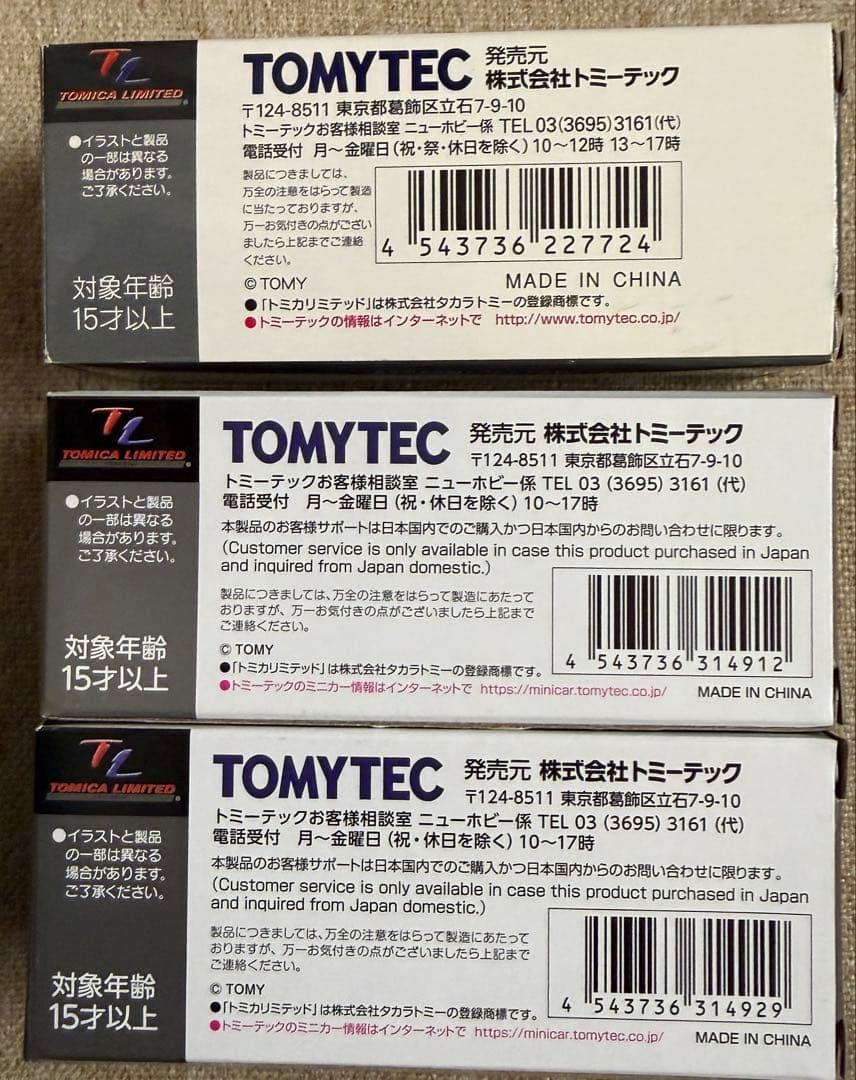 TL
TOMICA LIMITED®
●イラストと製品
の一部は異なる
場合があります。
ご了承ください。
対象年齢
15才以上
TOMYTEC 発売元
株式会社トミーテック
〒124-8511 東京都葛飾区立石7-9-10
トミーテックお客様相談室 ニューホビー係 TEL 03(3695)3161(代)
電話受付 月〜金曜日(祝・祭・休日を除く)10〜12時 13〜17時
製品につきましては、
万全の注意をはらって製造
に当たっておりますが、
万一お気付きの点がござい
ましたら上記までご連絡
ください。
4 543736 227724
© TOMY MADE IN CHINA
●「トミカリミテッド」は株式会社タカラトミーの登録商標です。
●トミーテックの情報はインターネットで http://www.tomytec.co.jp/
TL
TOMICA LIMITED®
●イラストと製品
の一部は異なる
場合があります。
ご了承ください。
対象年齢
15才以上
TOMYTEC 発売元 株式会社トミーテック
〒124-8511 東京都葛飾区立石7-9-10
トミーテックお客様相談室 ニューホビー係 TEL 03 (3695) 3161 (代)
電話受付 月〜金曜日(祝・休日を除く)10〜17時
本製品のお客様サポートは日本国内でのご購入かつ日本国内からのお問い合わせに限ります。
(Customer service is only available in case this product purchased in Japan
and inquired from Japan domestic.)
製品につきましては、万全の注意をはらって製造にあたって
おりますが、万一お気付きの点がございましたら上記まで
ご連絡ください。
4 543736 314912
© TOMY
●「トミカリミテッド」は株式会社タカラトミーの登録商標です。
●トミーテックのミニカー情報はインターネットで https://minicar.tomytec.co.jp/ MADE IN CHINA
TL
TOMICA LIMITED®
●イラストと製品
の一部は異なる
場合があります。
ご了承ください。
対象年齢
15才以上
TOMYTEC 発売元 株式会社トミーテック
〒124-8511 東京都葛飾区立石7-9-10
トミーテックお客様相談室 ニューホビー係 TEL 03 (3695) 3161 (代)
電話受付 月〜金曜日(祝・休日を除く)10〜17時
本製品のお客様サポートは日本国内でのご購入かつ日本国内からのお問い合わせに限ります。
(Customer service is only available in case this product purchased in Japan
and inquired from Japan domestic.)
製品につきましては、万全の注意をはらって製造にあたって
おりますが、万一お気付きの点がございましたら上記まで
ご連絡ください。
4 543736 314929
© TOMY
●「トミカリミテッド」は株式会社タカラトミーの登録商標です。
●トミーテックのミニカー情報はインターネットで https://minicar.tomytec.co.jp/ MADE IN CHINA